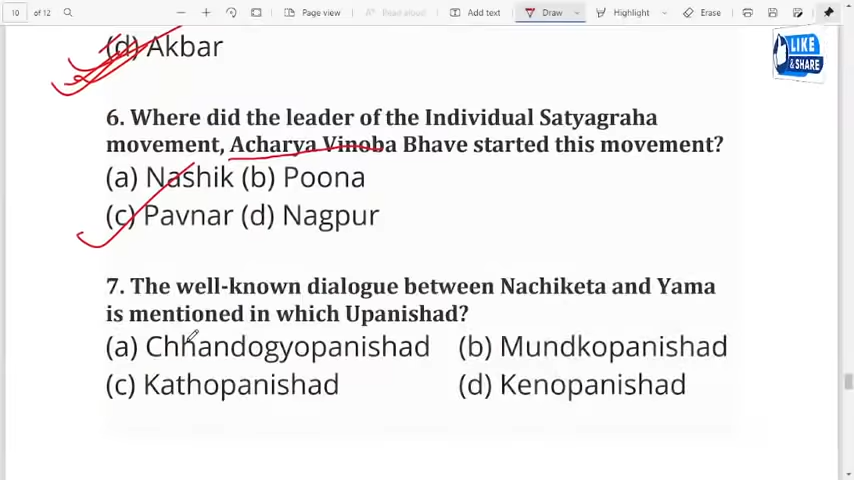 10 of 12 Page view Read aloud Add text Draw Highlight Erase
(d) Akbar
LIKE
& SHARE
6. Where did the leader of the Individual Satyagraha
movement, Acharya Vinoba Bhave started this movement?
(a) Nashik (b) Poona
(c) Pavnar (d) Nagpur
7. The well-known dialogue between Nachiketa and Yama
is mentioned in which Upanishad?
(a) Chhandogyopanishad (b) Mundkopanishad
(c) Kathopanishad (d) Kenopanishad